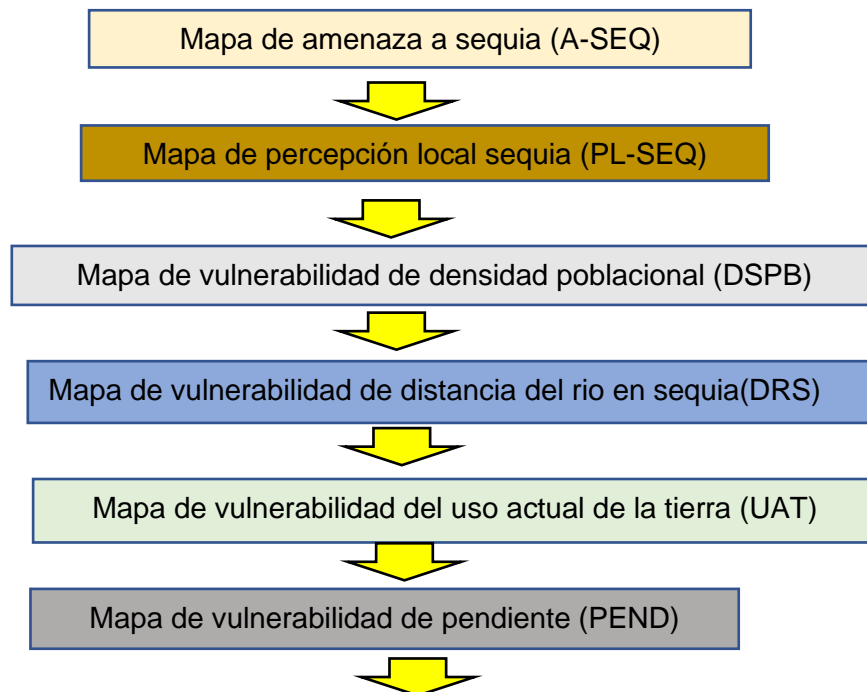 Mapa de amenaza a sequia (A-SEQ)
Mapa de percepción local sequia (PL-SEQ)
Mapa de vulnerabilidad de densidad poblacional (DSPB)
Mapa de vulnerabilidad de distancia del rio en sequia(DRS)
Mapa de vulnerabilidad del uso actual de la tierra (UAT)
Mapa de vulnerabilidad de pendiente (PEND)